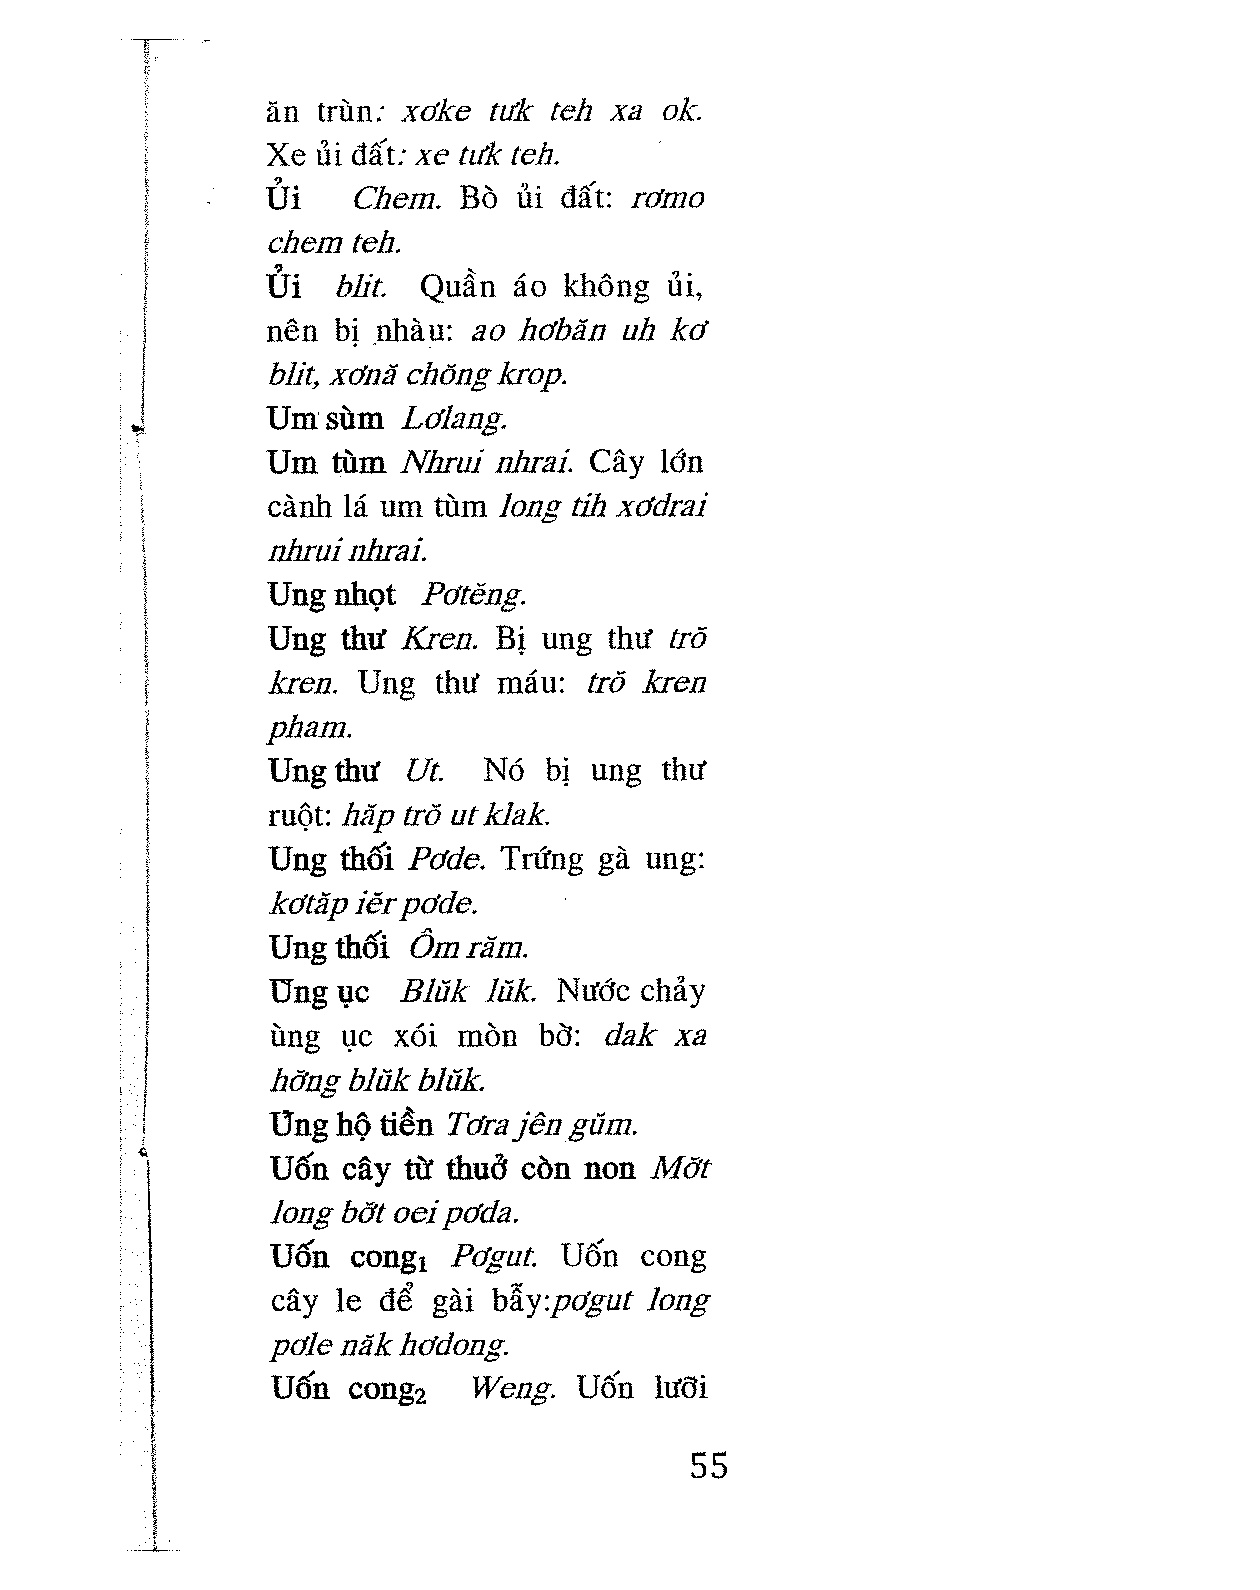 ăn trùn: xơke tưk teh xa ok.
Xe ủi đất: xe tưk teh.
Ủi Chem. Bò ủi đất: rơmo
chem teh.
Ủi blit. Quần áo không ủi,
nên bị nhàu: ao hơbăn uh kơ
blit, xơnă chŏng krop.
Um sùm Lơlang.
Um tùm Nhrui nhrai. Cây lớn
cành lá um tùm long tih xơdrai
nhrui nhrai.
Ung nhọt Pơtĕng.
Ung thư Kren. Bị ung thư trŏ
kren. Ung thư máu: trŏ kren
pham.
Ung thư Ut. Nó bị ung thư
ruột: hăp trŏ ut klak.
Ung thối Pơde. Trứng gà ung:
kơtăp iĕr pơde.
Ung thối Ôm răm.
Ùng ục Blŭk lŭk. Nước chảy
ùng ục xói mòn bờ: dak xa
hơ̆ng blŭk blŭk.
Ủng hộ tiền Tơra jên gŭm.
Uốn cây từ thuở còn non Mơ̆t
long bơ̆t oei pơda.
Uốn cong₁ Pơgut. Uốn cong
cây le để gài bẫy:pơgut long
pơle năk hơdong.
Uốn cong₂ Weng. Uốn lưỡi
55